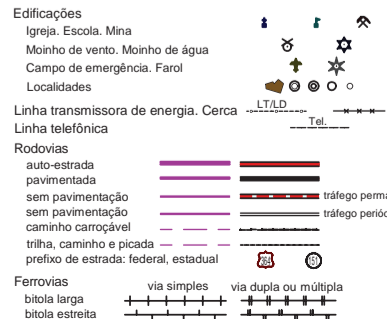 Edificações
Igreja. Escola. Mina
Moinho de vento. Moinho de água
Campo de emergência. Farol
Localidades
Linha transmissora de energia. Cerca LT/LD
Linha telefônica Tel.
Rodovias
auto-estrada
pavimentada
sem pavimentação tráfego perma
sem pavimentação tráfego periód
caminho carroçável
trilha, caminho e picada
prefixo de estrada: federal, estadual 364 151
Ferrovias via simples via dupla ou múltipla
bitola larga
bitola estreita